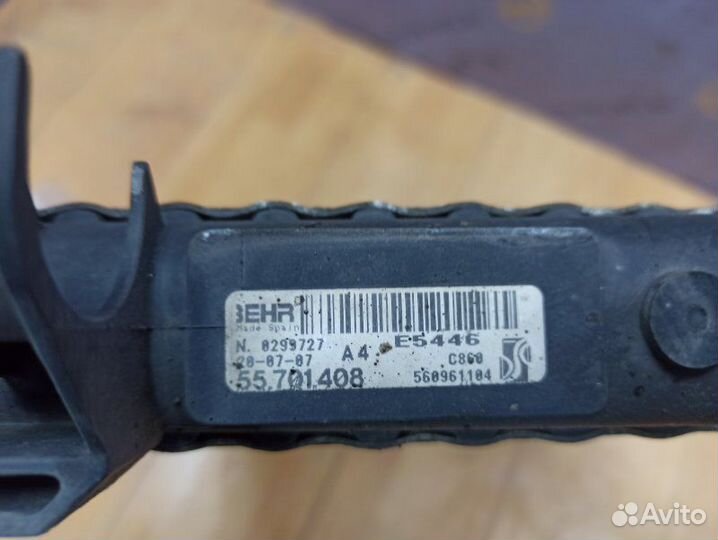 BEHR
Made Spain
E5446
N. 0299727
A4
20-07-07
C860
55701408
560961104
Avito